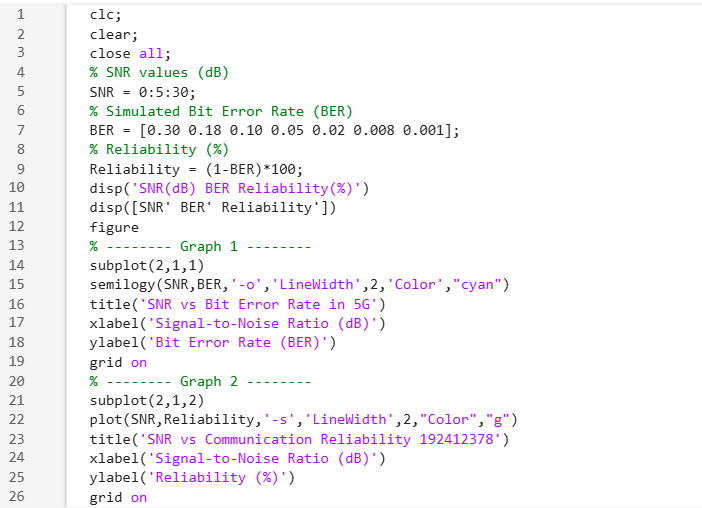 1 clc;
2 clear;
3 close all;
4 % SNR values (dB)
5 SNR = 0:5:30;
6 % Simulated Bit Error Rate (BER)
7 BER = [0.30 0.18 0.10 0.05 0.02 0.008 0.001];
8 % Reliability (%)
9 Reliability = (1-BER)*100;
10 disp('SNR(dB) BER Reliability(%)')
11 disp([SNR' BER' Reliability'])
12 figure
13 % -------- Graph 1 --------
14 subplot(2,1,1)
15 semilogy(SNR,BER,'-o','LineWidth',2,'Color',"cyan")
16 title('SNR vs Bit Error Rate in 5G')
17 xlabel('Signal-to-Noise Ratio (dB)')
18 ylabel('Bit Error Rate (BER)')
19 grid on
20 % -------- Graph 2 --------
21 subplot(2,1,2)
22 plot(SNR,Reliability,'-s','LineWidth',2,"Color","g")
23 title('SNR vs Communication Reliability 192412378')
24 xlabel('Signal-to-Noise Ratio (dB)')
25 ylabel('Reliability (%)')
26 grid on